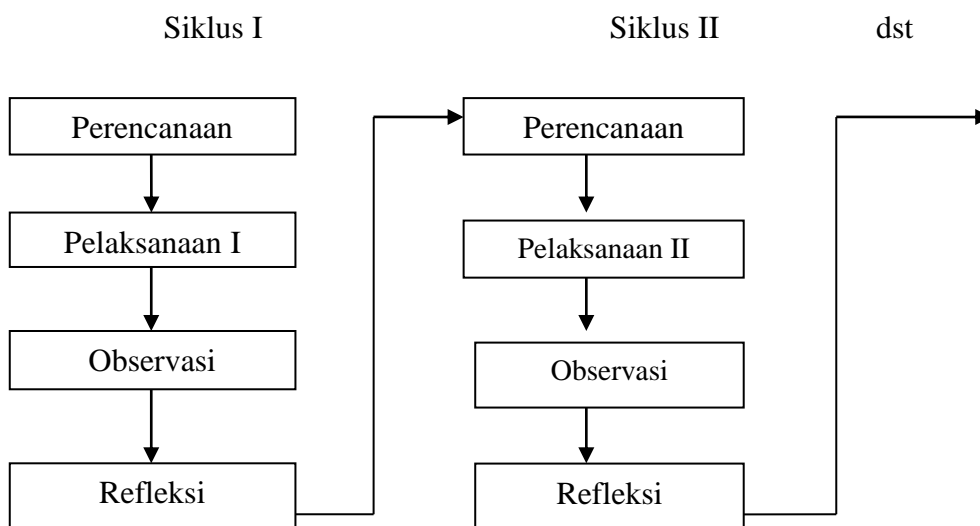 Siklus I
Siklus II
dst
Perencanaan
Pelaksanaan I
Observasi
Refleksi
Perencanaan
Pelaksanaan II
Observasi
Refleksi